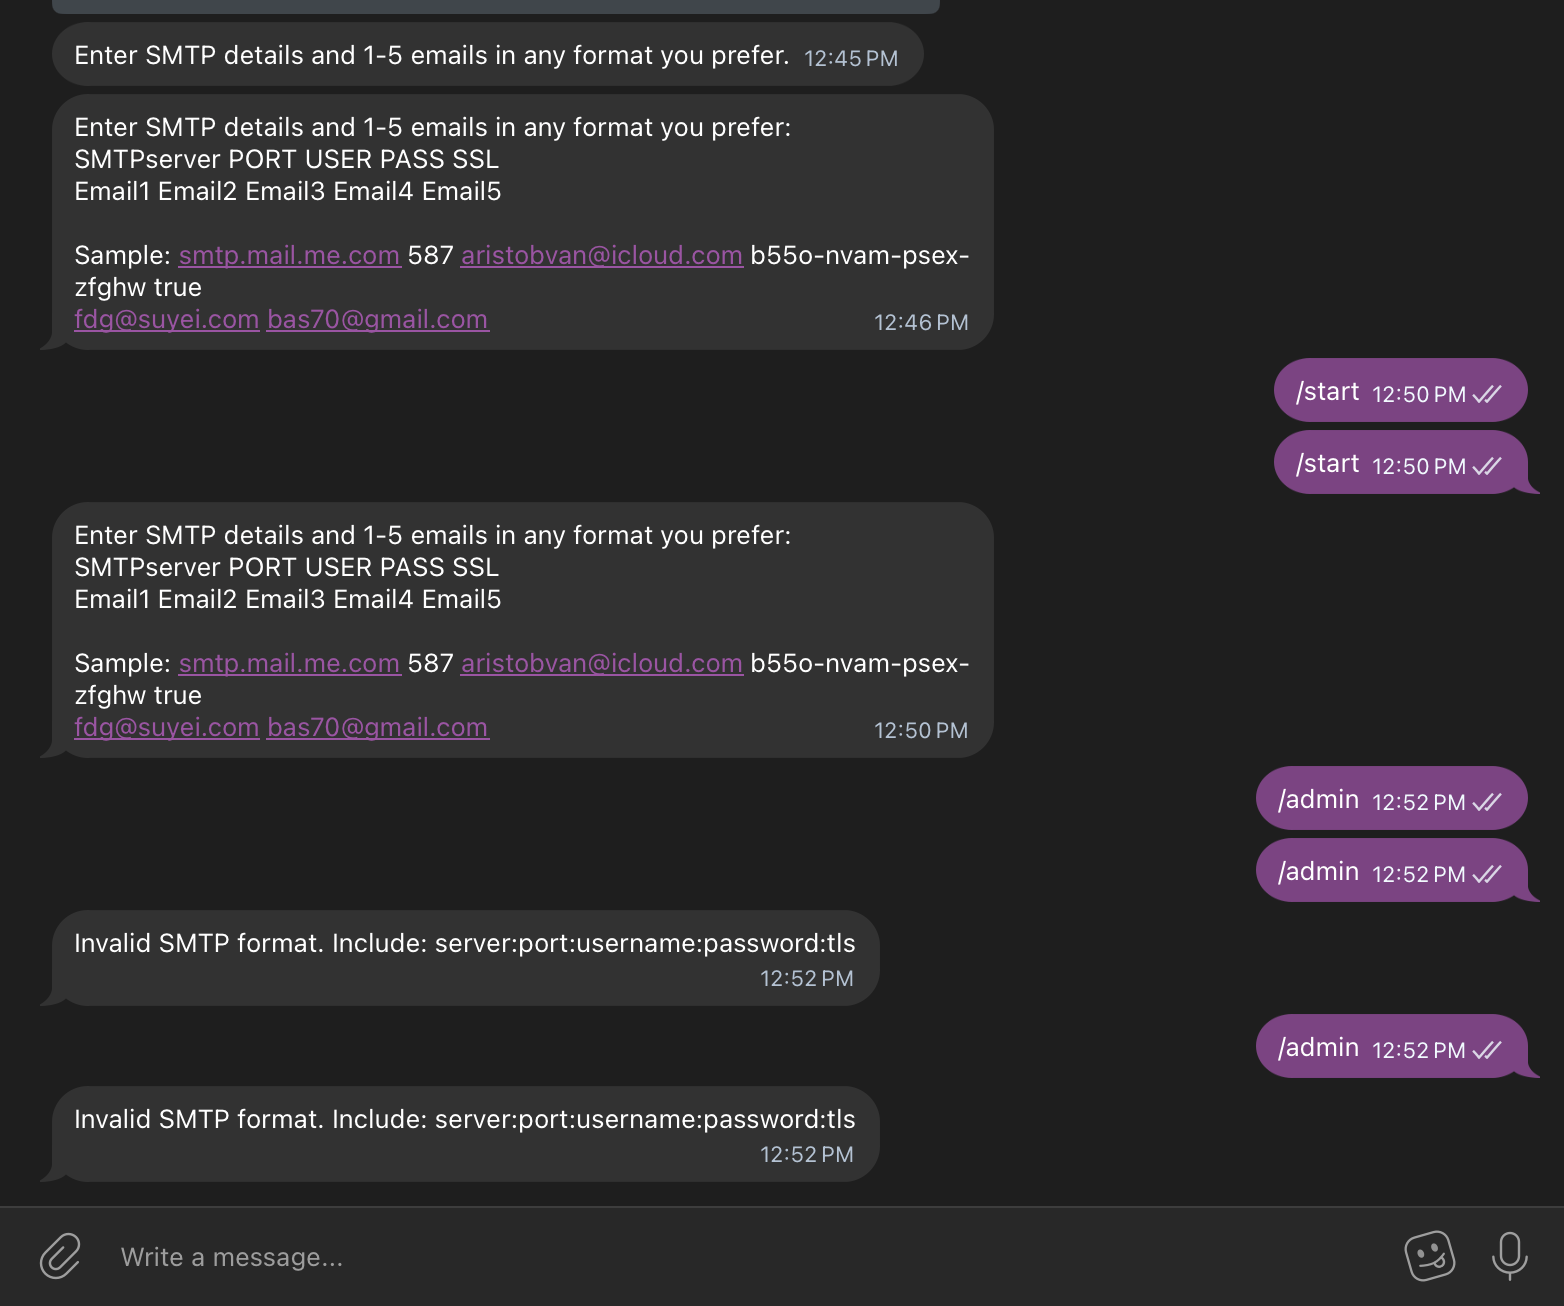 Enter SMTP details and 1-5 emails in any format you prefer. 12:45 PM
Enter SMTP details and 1-5 emails in any format you prefer:
SMTPserver PORT USER PASS SSL
Email1 Email2 Email3 Email4 Email5
Sample: smtp.mail.me.com 587 aristobvan@icloud.com b55o-nvam-psex-
zfghw true
fdg@suyei.com bas70@gmail.com 12:46 PM
/start 12:50 PM
/start 12:50 PM
Enter SMTP details and 1-5 emails in any format you prefer:
SMTPserver PORT USER PASS SSL
Email1 Email2 Email3 Email4 Email5
Sample: smtp.mail.me.com 587 aristobvan@icloud.com b55o-nvam-psex-
zfghw true
fdg@suyei.com bas70@gmail.com 12:50 PM
/admin 12:52 PM
/admin 12:52 PM
Invalid SMTP format. Include: server:port:username:password:tls
12:52 PM
/admin 12:52 PM
Invalid SMTP format. Include: server:port:username:password:tls
12:52 PM
Write a message...